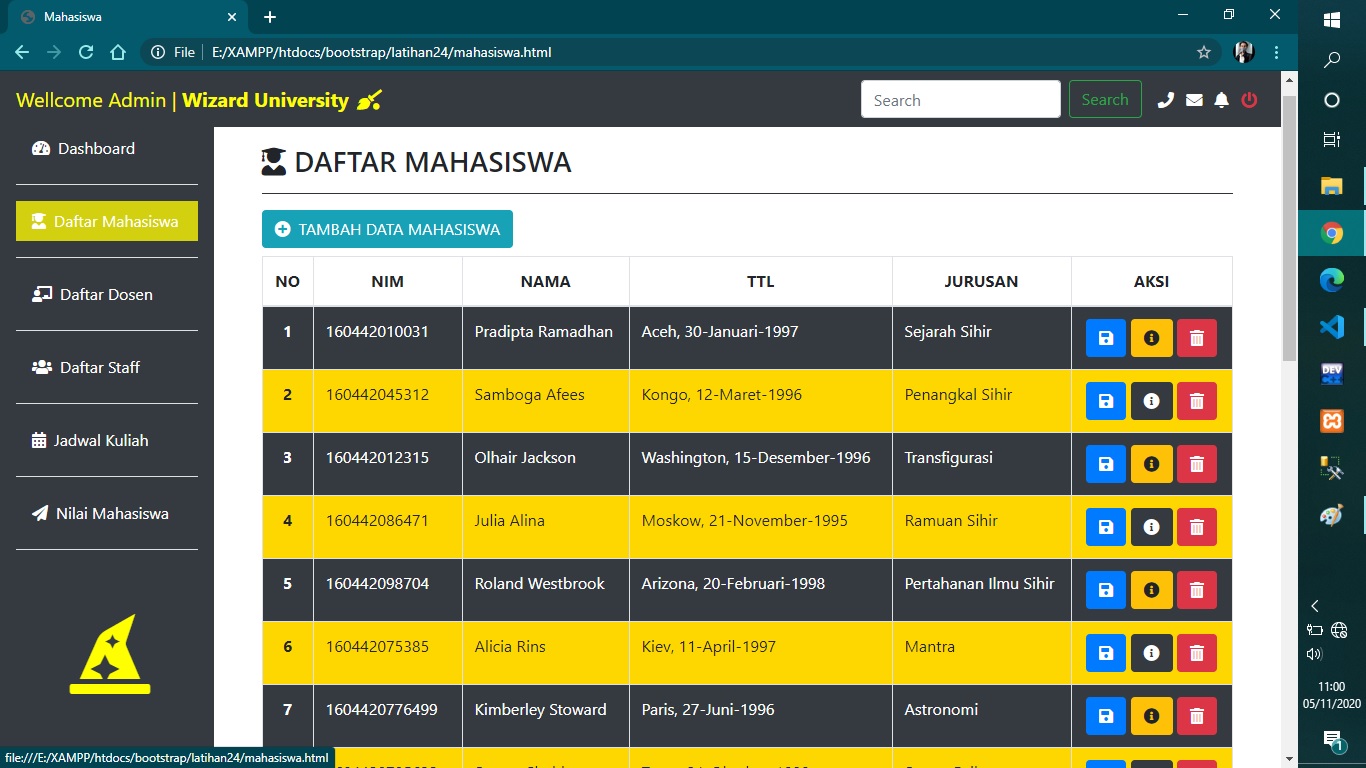 Mahasiswa
File E:/XAMPP/htdocs/bootstrap/latihan24/mahasiswa.html
Wellcome Admin | Wizard University
Search Search
Dashboard
Daftar Mahasiswa
Daftar Dosen
Daftar Staff
Jadwal Kuliah
Nilai Mahasiswa
DAFTAR MAHASISWA
TAMBAH DATA MAHASISWA
NO NIM NAMA TTL JURUSAN AKSI
1 160442010031 Pradipta Ramadhan Aceh, 30-Januari-1997 Sejarah Sihir
2 160442045312 Samboga Afees Kongo, 12-Maret-1996 Penangkal Sihir
3 160442012315 Olhair Jackson Washington, 15-Desember-1996 Transfigurasi
4 160442086471 Julia Alina Moskow, 21-November-1995 Ramuan Sihir
5 160442098704 Roland Westbrook Arizona, 20-Februari-1998 Pertahanan Ilmu Sihir
6 160442075385 Alicia Rins Kiev, 11-April-1997 Mantra
7 1604420776499 Kimberley Stoward Paris, 27-Juni-1996 Astronomi
file:///E:/XAMPP/htdocs/bootstrap/latihan24/mahasiswa.html
DEV
C++
11:00
05/11/2020
1